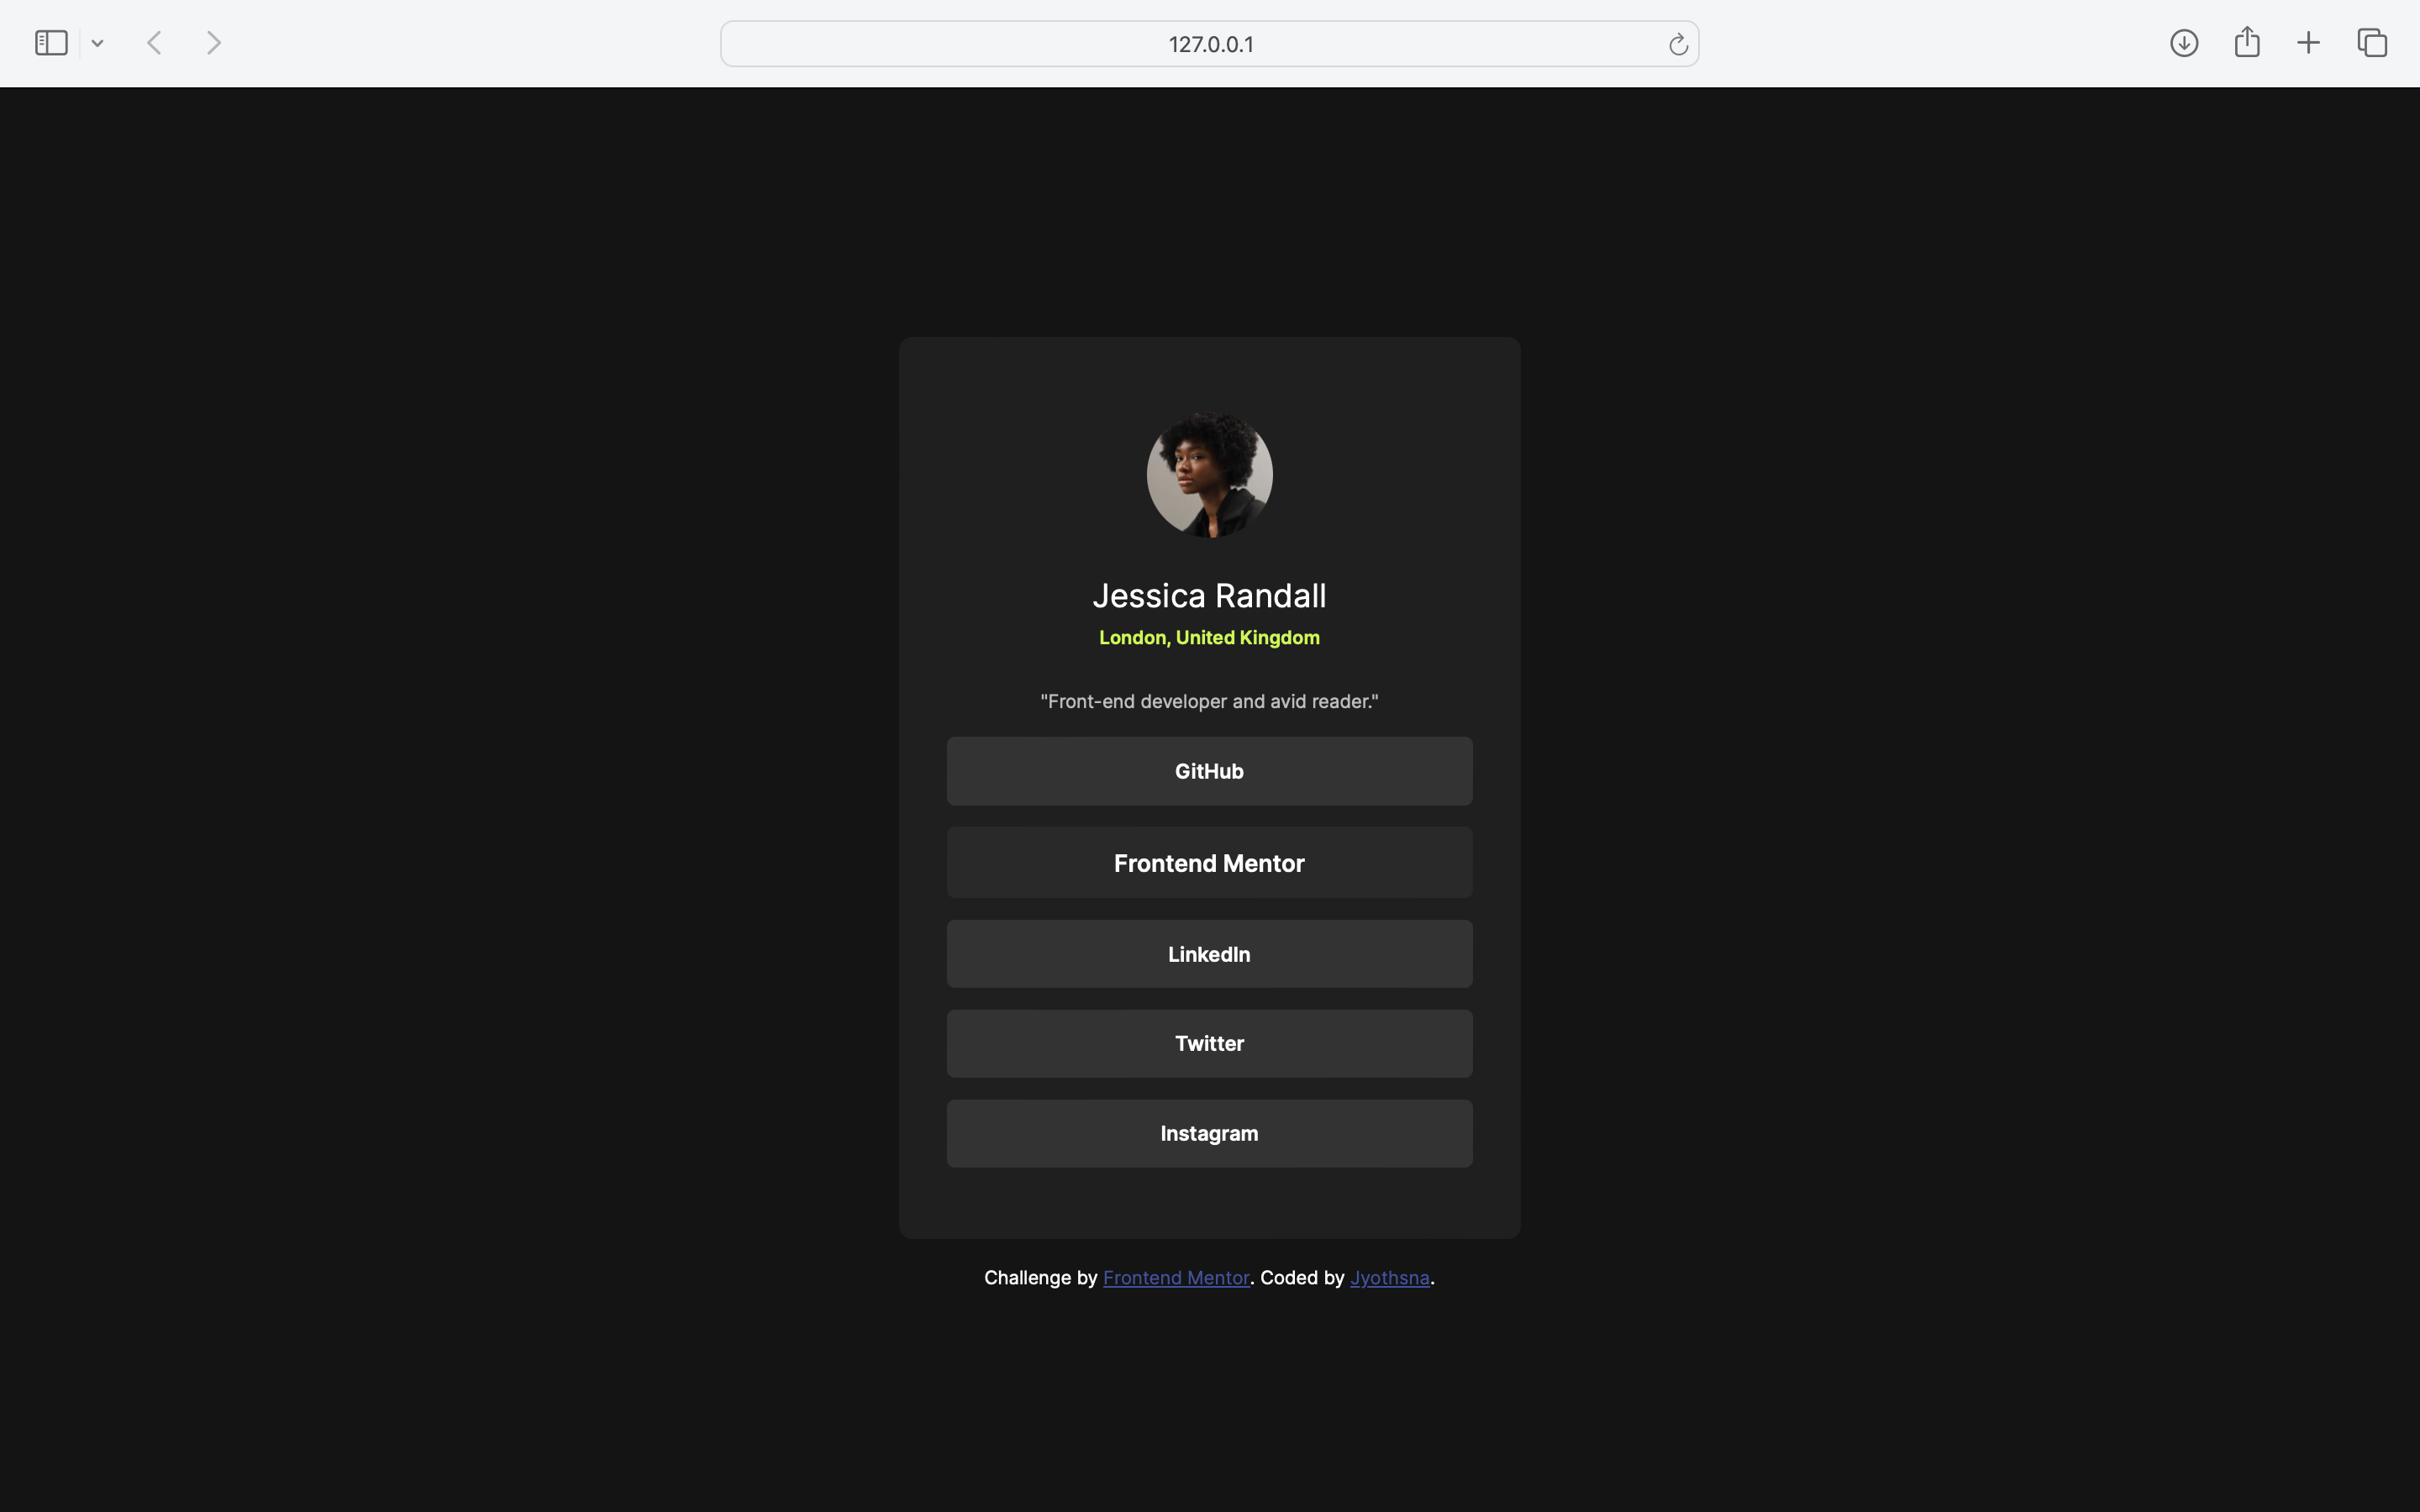 127.0.0.1
Jessica Randall
London, United Kingdom
"Front-end developer and avid reader."
GitHub
Frontend Mentor
LinkedIn
Twitter
Instagram
Challenge by Frontend Mentor. Coded by Jyothsna.